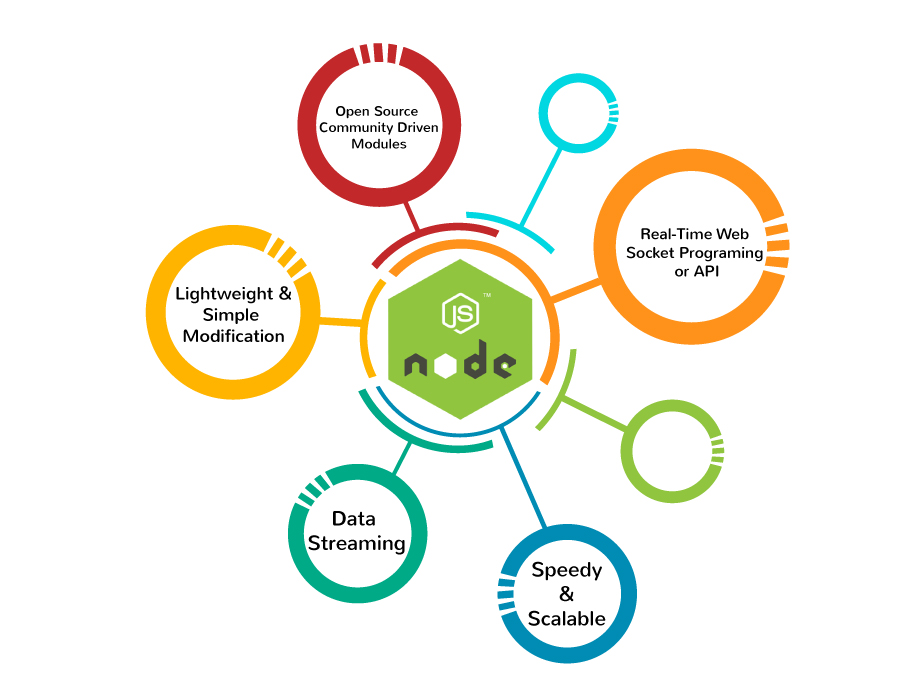 Open Source
Community Driven
Modules
Real-Time Web
Socket Programing
or API
Lightweight &
Simple
Modification
JS
TM
node
Data
Streaming
Speedy
&
Scalable